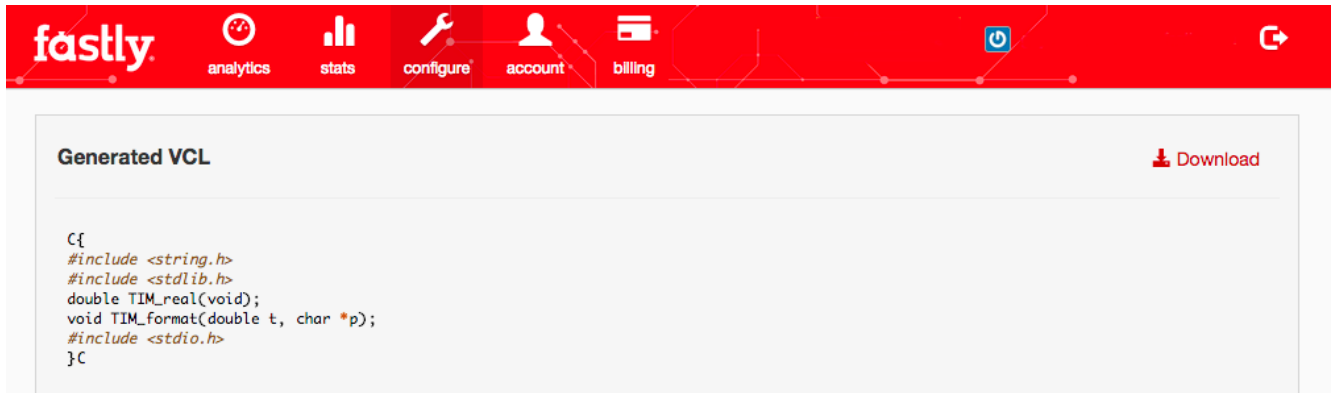 fastly
analytics
stats
configure
account
billing
Generated VCL
Download
C{
#include <string.h>
#include <stdlib.h>
double TIM_real(void);
void TIM_format(double t, char *p);
#include <stdio.h>
}C